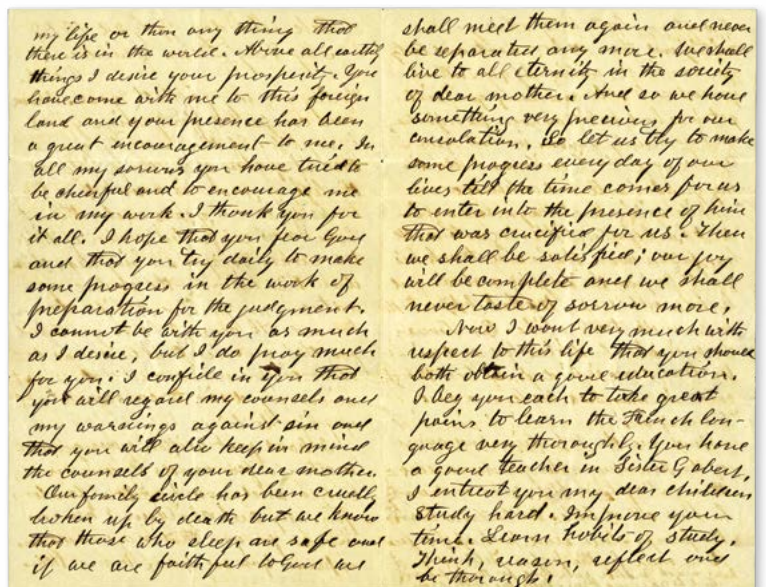 my life or than any thing that
there is in the world. Above all earthly
things I desire your prosperity. You
have come with me to this foreign
land and your presence has been
a great encouragement to me. In
all my sorrows you have tried to
be cheerful and to encourage me
in my work. I thank you for
it all. I hope that you fear God
and that you try daily to make
some progress in the work of
preparation for the judgment.
I cannot be with you as much
as I desire, but I do pray much
for you. I confide in you that
you will regard my counsels and
my warnings against sin and
that you will also keep in mind
the counsels of your dear mother.
Our family circle has been cruelly
broken up by death but we know
that those who sleep are safe and
if we are faithful to God we
shall meet them again and never
be separated any more. We shall
live to all eternity in the society
of dear mother. And so we have
something very precious for our
consolation. So let us try to make
some progress every day of our
lives till the time comes for us
to enter into the presence of him
that was crucified for us. Then
we shall be satisfied; our joy
will be complete and we shall
never taste of sorrow more.
Now I want very much with
respect to this life that you should
both obtain a good education.
I beg you each to take great
pains to learn the French lan-
guage very thoroughly. You have
a good teacher in Sister Gabert.
I entreat you my dear children
study hard. Improve your
time. Learn habits of study.
Think, reason, reflect and
be thorough.